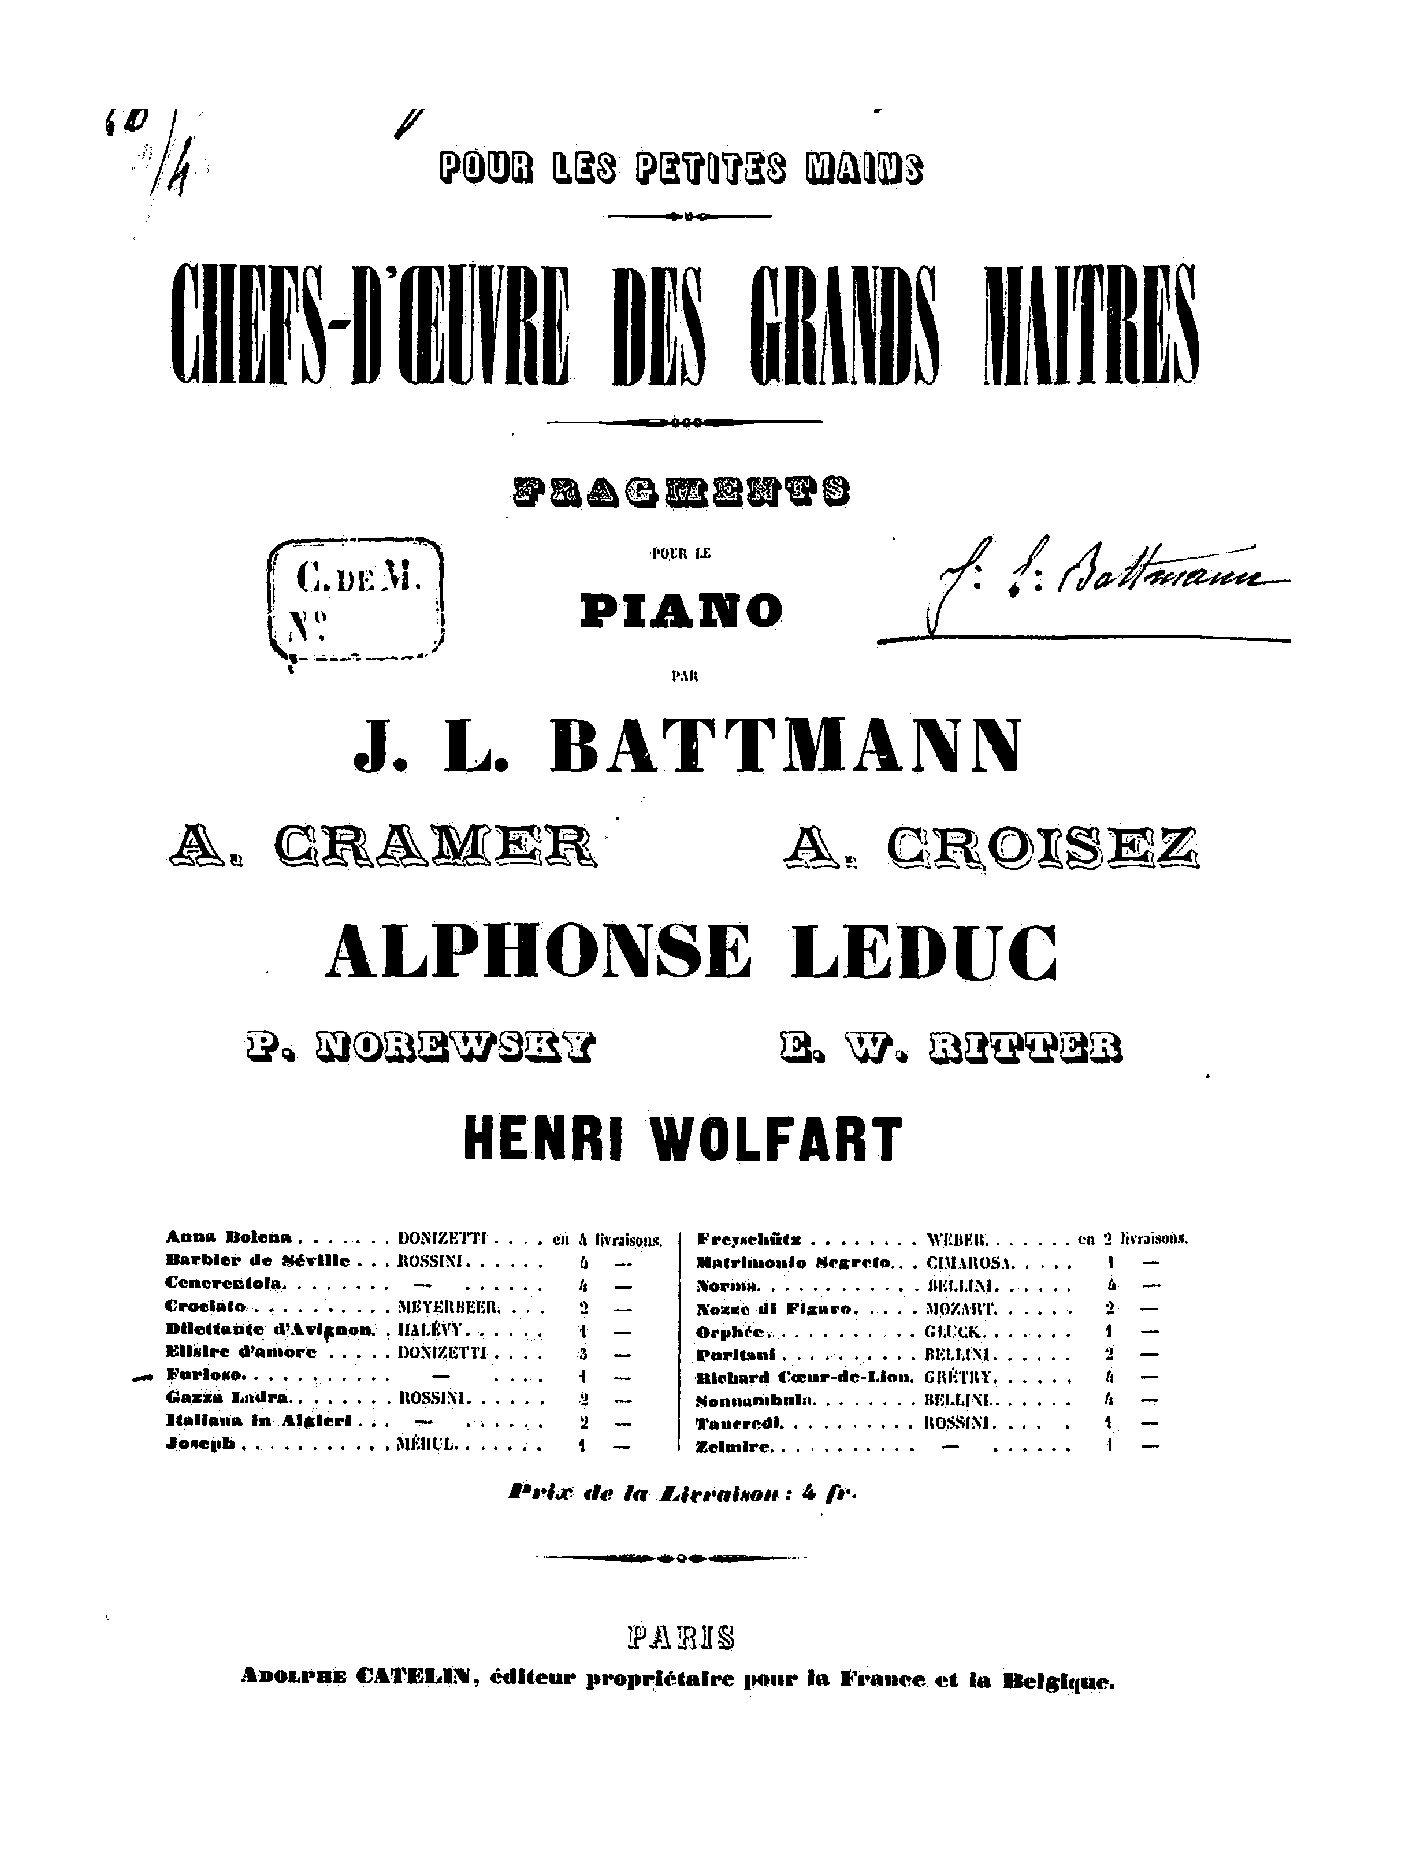 4
POUR LES PETITES MAINS
CHEFS-D'ŒUVRE DES GRANDS MAITRES
FRAGMENTS
POUR LE
C. DE M.
Nº
PIANO
J. L. Battmann
PAR
J. L. BATTMANN
A. CRAMER A. CROISEZ
ALPHONSE LEDUC
P. NOREWSKY E. W. RITTER
HENRI WOLFART
Anna Bolena....... DONIZETTI.... en 4 livraisons.
Barbier de Séville... ROSSINI....... 4 —
Cenerentola........ — ....... 4 —
Crociato.......... MEYERBEER.... 2 —
Dilettante d'Avignon.. HALÉVY...... 1 —
Elisire d'amore..... DONIZETTI.... 3 —
Furioso........... — .... 1 —
Gazza Ladra....... ROSSINI....... 2 —
Italiana in Algieri... — ...... 2 —
Joseph........... MÉHUL....... 1 —
Freyschütz........ WEBER....... en 2 livraisons.
Matrimonio Segreto... CIMAROSA..... 1 —
Norma............ BELLINI...... 4 —
Nozze di Figaro..... MOZART...... 2 —
Orphée........... GLUCK....... 1 —
Puritani.......... BELLINI...... 2 —
Richard Cœur-de-Lion. GRÉTRY...... 4 —
Sonnambula........ BELLINI...... 4 —
Tancredi.......... ROSSINI..... 1 —
Zelmire........... — ...... 1 —
Prix de la Livraison: 4 fr.
PARIS
ADOLPHE CATELIN, éditeur propriétaire pour la France et la Belgique.